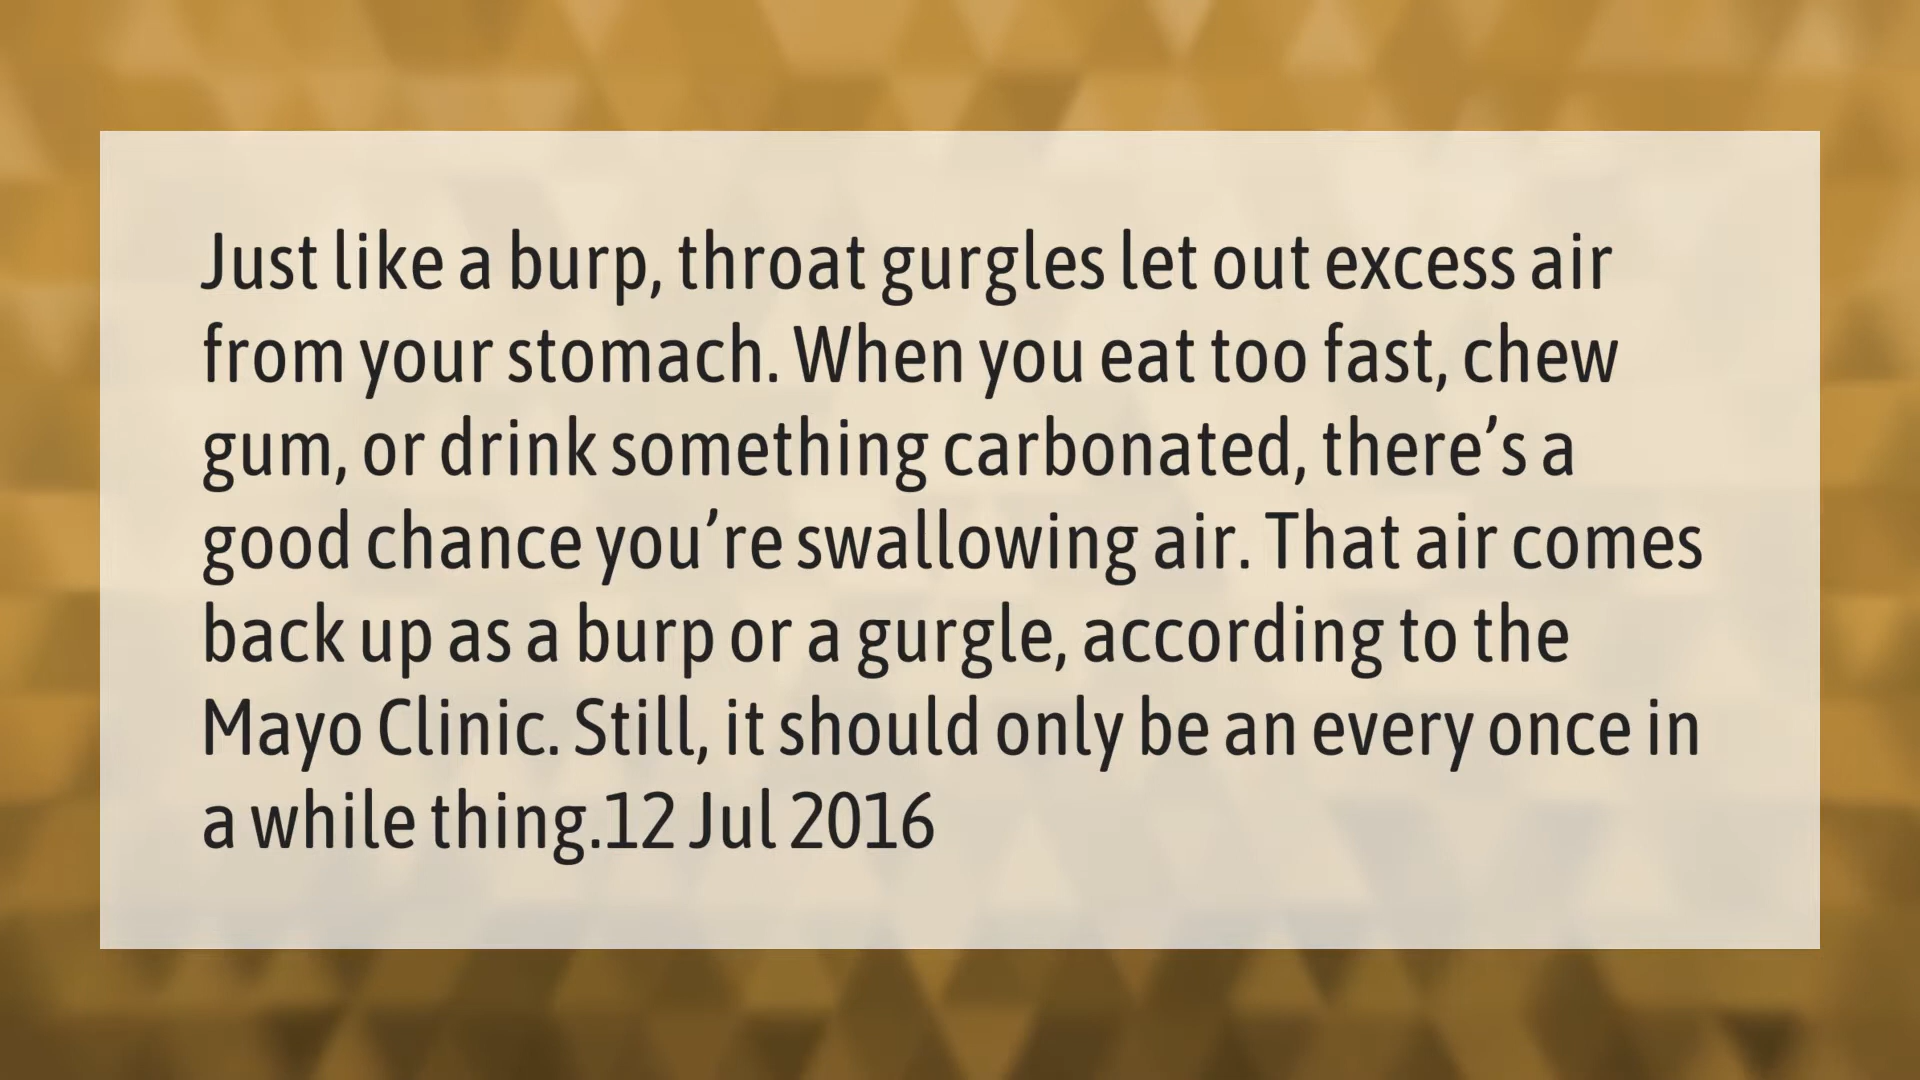 Just like a burp, throat gurgles let out excess air
from your stomach. When you eat too fast, chew
gum, or drink something carbonated, there’s a
good chance you’re swallowing air. That air comes
back up as a burp or a gurgle, according to the
Mayo Clinic. Still, it should only be an every once in
a while thing.12 Jul 2016